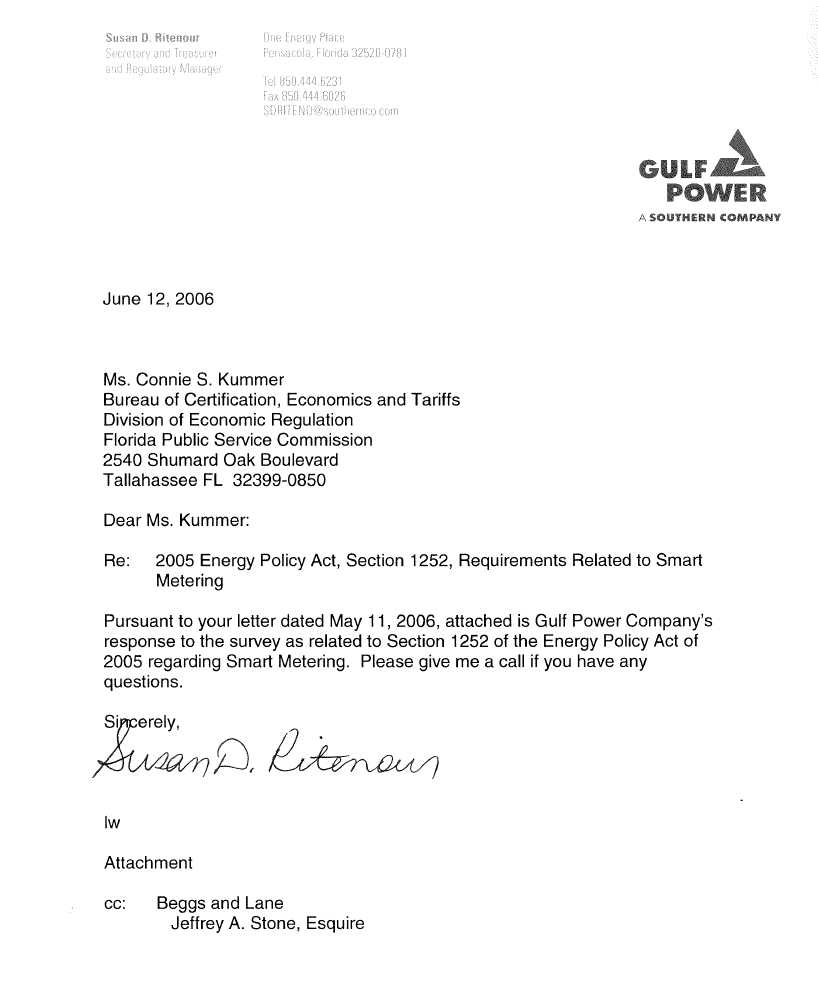 Susan D. Ritenour
Secretary and Treasurer
and Regulatory Manager
One Energy Place
Pensacola, Florida 32520-0781
Tel 850.444.6231
Fax 850.444.6026
SDRITENO@southernco.com
GULF
POWER
A SOUTHERN COMPANY
June 12, 2006
Ms. Connie S. Kummer
Bureau of Certification, Economics and Tariffs
Division of Economic Regulation
Florida Public Service Commission
2540 Shumard Oak Boulevard
Tallahassee FL 32399-0850
Dear Ms. Kummer:
Re: 2005 Energy Policy Act, Section 1252, Requirements Related to Smart
Metering
Pursuant to your letter dated May 11, 2006, attached is Gulf Power Company's
response to the survey as related to Section 1252 of the Energy Policy Act of
2005 regarding Smart Metering. Please give me a call if you have any
questions.
Sincerely,
Susan D. Ritenour
lw
Attachment
cc: Beggs and Lane
Jeffrey A. Stone, Esquire